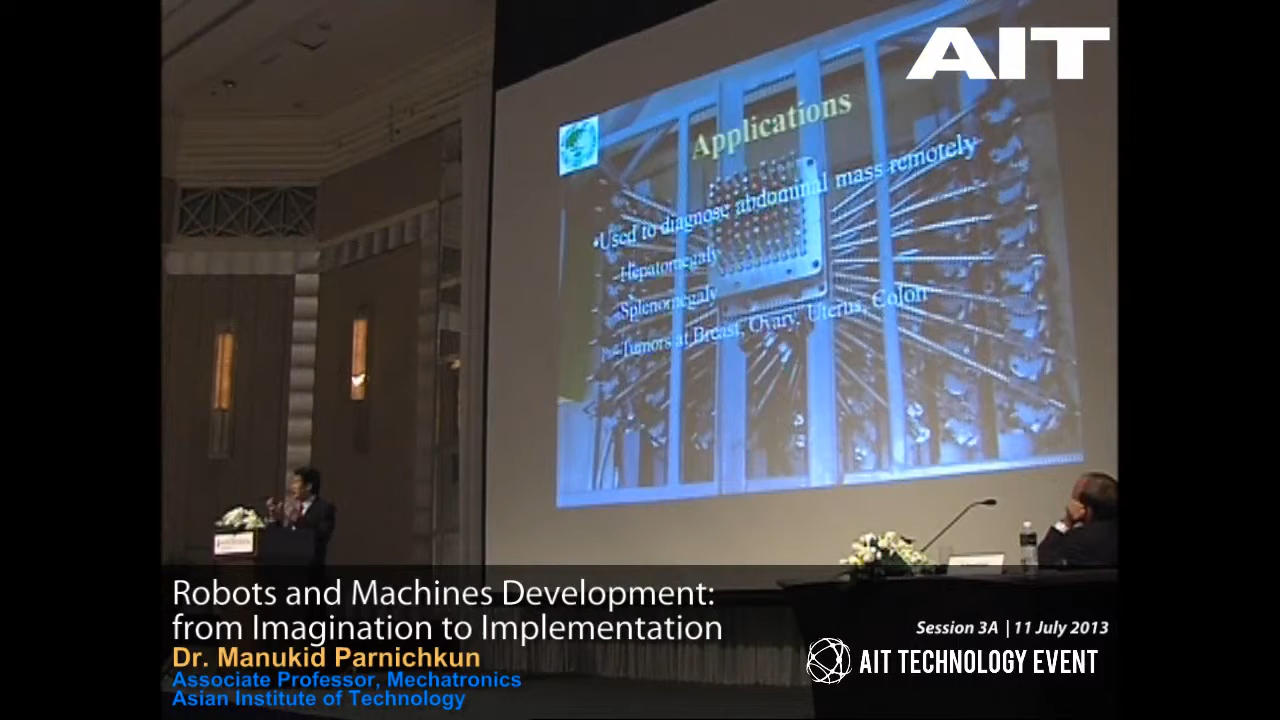 AIT
Applications
•Used to diagnose abdominal mass remotely
–Hepatomegaly
–Splenomegaly
–Tumors at Breast, Ovary, Uterus, Colon
Robots and Machines Development:
from Imagination to Implementation
Dr. Manukid Parnichkun
Associate Professor, Mechatronics
Asian Institute of Technology
Session 3A | 11 July 2013
AIT TECHNOLOGY EVENT